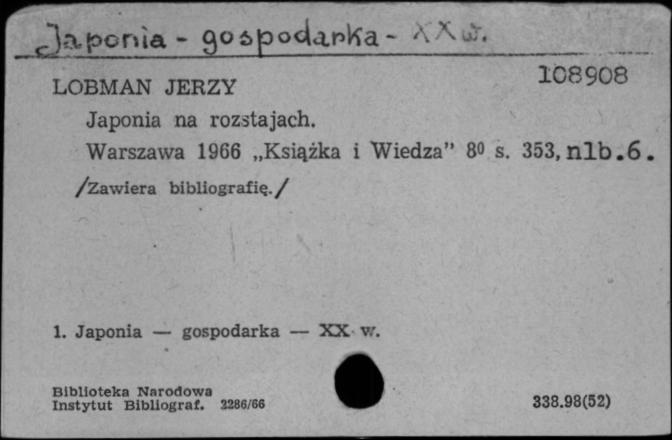 Japonia - gospodarka - XX w.
108908
LOBMAN JERZY
Japonia na rozstajach.
Warszawa 1966 „Książka i Wiedza" 8⁰ s. 353, nlb.6.
/Zawiera bibliografię./
1. Japonia — gospodarka — XX w.
Biblioteka Narodowa
Instytut Bibliograf. 2286/66
338.98(52)